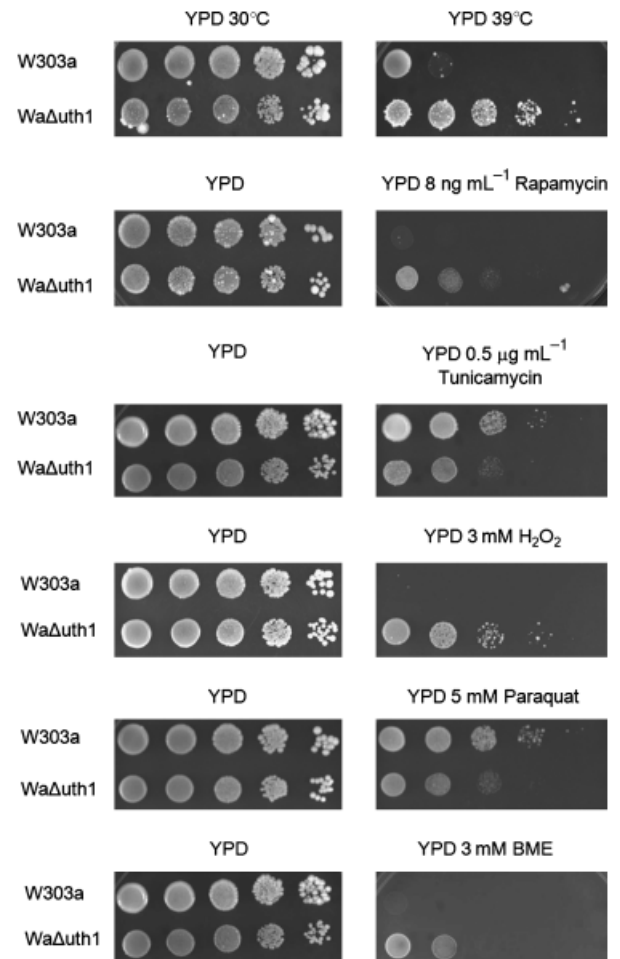 YPD 30°C YPD 39°C
W303a
WaΔuth1
YPD YPD 8 ng mL⁻¹ Rapamycin
W303a
WaΔuth1
YPD YPD 0.5 μg mL⁻¹
Tunicamycin
W303a
WaΔuth1
YPD YPD 3 mM H₂O₂
W303a
WaΔuth1
YPD YPD 5 mM Paraquat
W303a
WaΔuth1
YPD YPD 3 mM BME
W303a
WaΔuth1